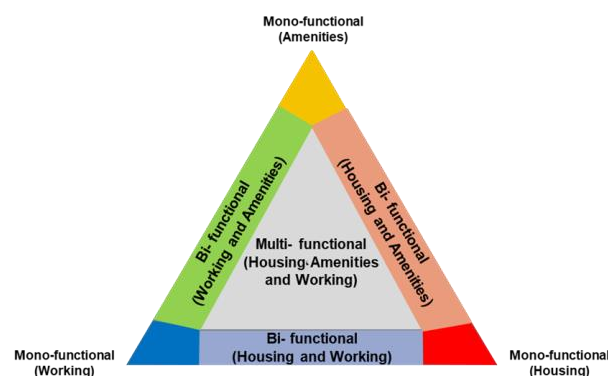 Mono-functional
(Amenities)
Bi- functional
(Working and Amenities)
Bi- functional
(Housing and Amenities)
Multi- functional
(Housing-Amenities
and Working)
Bi- functional
(Housing and Working)
Mono-functional
(Working)
Mono-functional
(Housing)